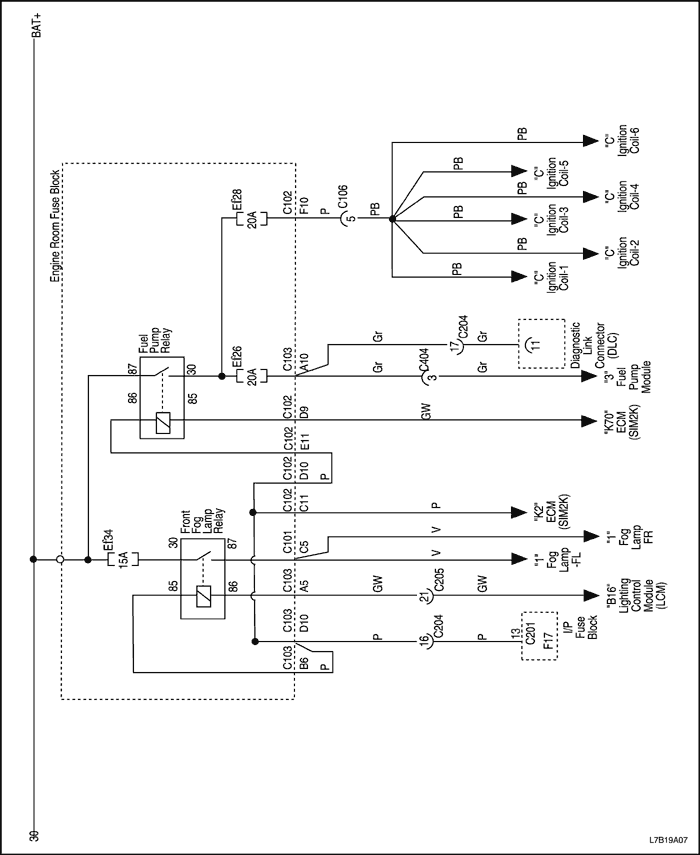 BAT+
30
Engine Room Fuse Block
Ef28
20A
C102
F10
P
C106
5
PB
PB
"C"
Ignition
Coil-6
PB
"C"
Ignition
Coil-5
PB
"C"
Ignition
Coil-4
PB
"C"
Ignition
Coil-3
PB
"C"
Ignition
Coil-2
PB
"C"
Ignition
Coil-1
Fuel
Pump
Relay
87
30
86
85
Ef26
20A
C103
A10
Gr
17
C204
Gr
11
Diagnostic
Link
Connector
(DLC)
Gr
C404
3
Gr
"3"
Fuel
Pump
Module
C102
D9
GW
"K70"
ECM
(SIM2K)
C102
E11
C102
D10
P
C102
C11
P
"K2"
ECM
(SIM2K)
Ef34
15A
Front
Fog
Lamp
Relay
30
87
85
86
C101
C5
V
"1"
Fog
Lamp
FR
V
"1"
Fog
Lamp
-FL
C103
A5
GW
21
C205
GW
"B16"
Lighting
Control
Module
(LCM)
C103
D10
P
16
C204
P
13
C201
F17
I/P
Fuse
Block
C103
B6
P
L7B19A07